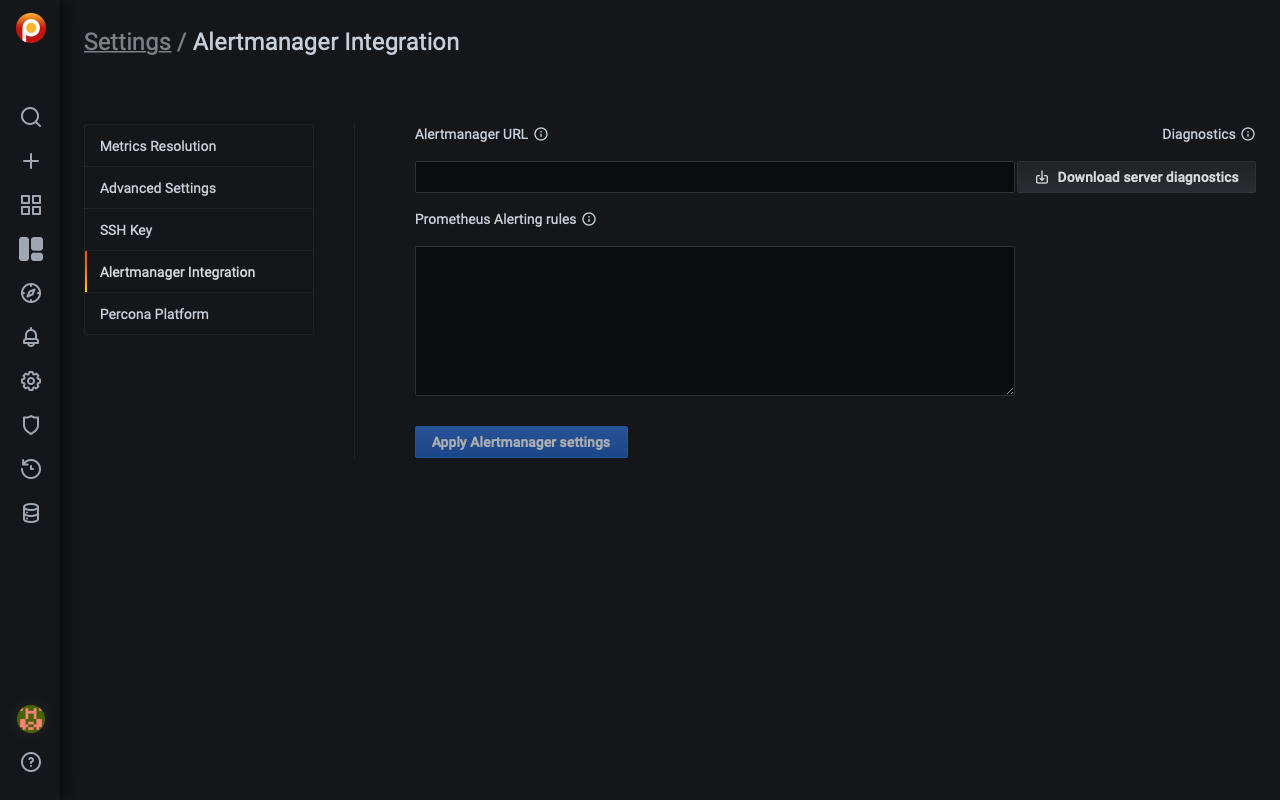 Settings / Alertmanager Integration
Metrics Resolution
Advanced Settings
SSH Key
Alertmanager Integration
Percona Platform
Alertmanager URL
Diagnostics
Download server diagnostics
Prometheus Alerting rules
Apply Alertmanager settings